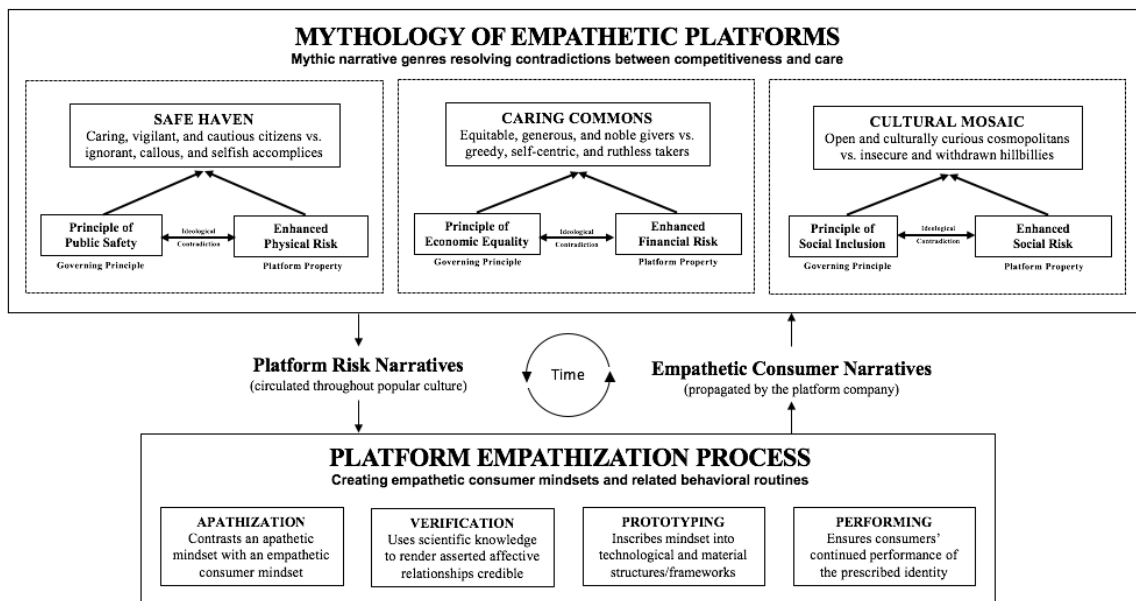 MYTHOLOGY OF EMPATHETIC PLATFORMS
Mythic narrative genres resolving contradictions between competitiveness and care
SAFE HAVEN
Caring, vigilant, and cautious citizens vs.
ignorant, callous, and selfish accomplices
Principle of
Public Safety
Ideological
Contradiction
Enhanced
Physical Risk
Governing Principle
Platform Property
CARING COMMONS
Equitable, generous, and noble givers vs.
greedy, self-centric, and ruthless takers
Principle of
Economic Equality
Ideological
Contradiction
Enhanced
Financial Risk
Governing Principle
Platform Property
CULTURAL MOSAIC
Open and culturally curious cosmopolitans
vs. insecure and withdrawn hillbillies
Principle of
Social Inclusion
Ideological
Contradiction
Enhanced
Social Risk
Governing Principle
Platform Property
Platform Risk Narratives
(circulated throughout popular culture)
Time
Empathetic Consumer Narratives
(propagated by the platform company)
PLATFORM EMPATHIZATION PROCESS
Creating empathetic consumer mindsets and related behavioral routines
APATHIZATION
Contrasts an apathetic
mindset with an empathetic
consumer mindset
VERIFICATION
Uses scientific knowledge
to render asserted affective
relationships credible
PROTOTYPING
Inscribes mindset into
technological and material
structures/frameworks
PERFORMING
Ensures consumers'
continued performance of
the prescribed identity